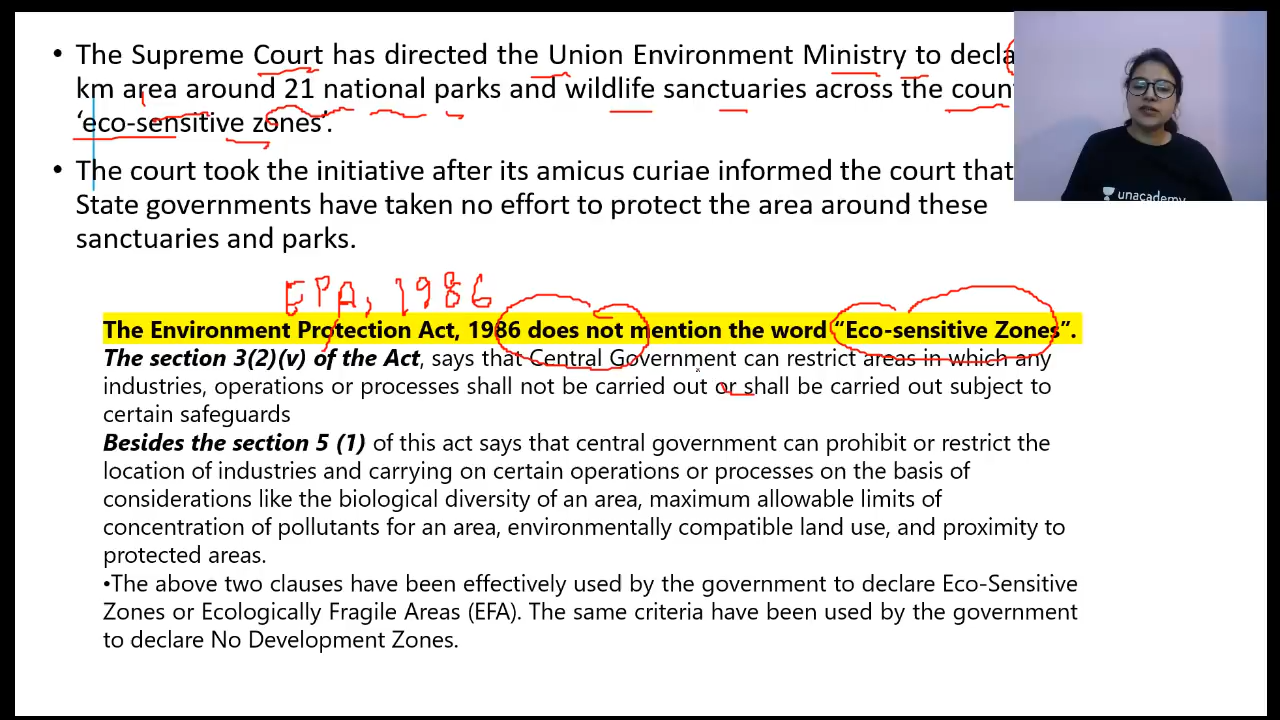 • The Supreme Court has directed the Union Environment Ministry to
km area around 21 national parks and wildlife sanctuaries across the
‘eco-sensitive zones’.
• The court took the initiative after its amicus curiae informed the court that
State governments have taken no effort to protect the area around these
sanctuaries and parks.
unacademy
EPA, 1986
The Environment Protection Act, 1986 does not mention the word “Eco-sensitive Zones”.
The section 3(2)(v) of the Act, says that Central Government can restrict areas in which any
industries, operations or processes shall not be carried out or shall be carried out subject to
certain safeguards
Besides the section 5 (1) of this act says that central government can prohibit or restrict the
location of industries and carrying on certain operations or processes on the basis of
considerations like the biological diversity of an area, maximum allowable limits of
concentration of pollutants for an area, environmentally compatible land use, and proximity to
protected areas.
•The above two clauses have been effectively used by the government to declare Eco-Sensitive
Zones or Ecologically Fragile Areas (EFA). The same criteria have been used by the government
to declare No Development Zones.